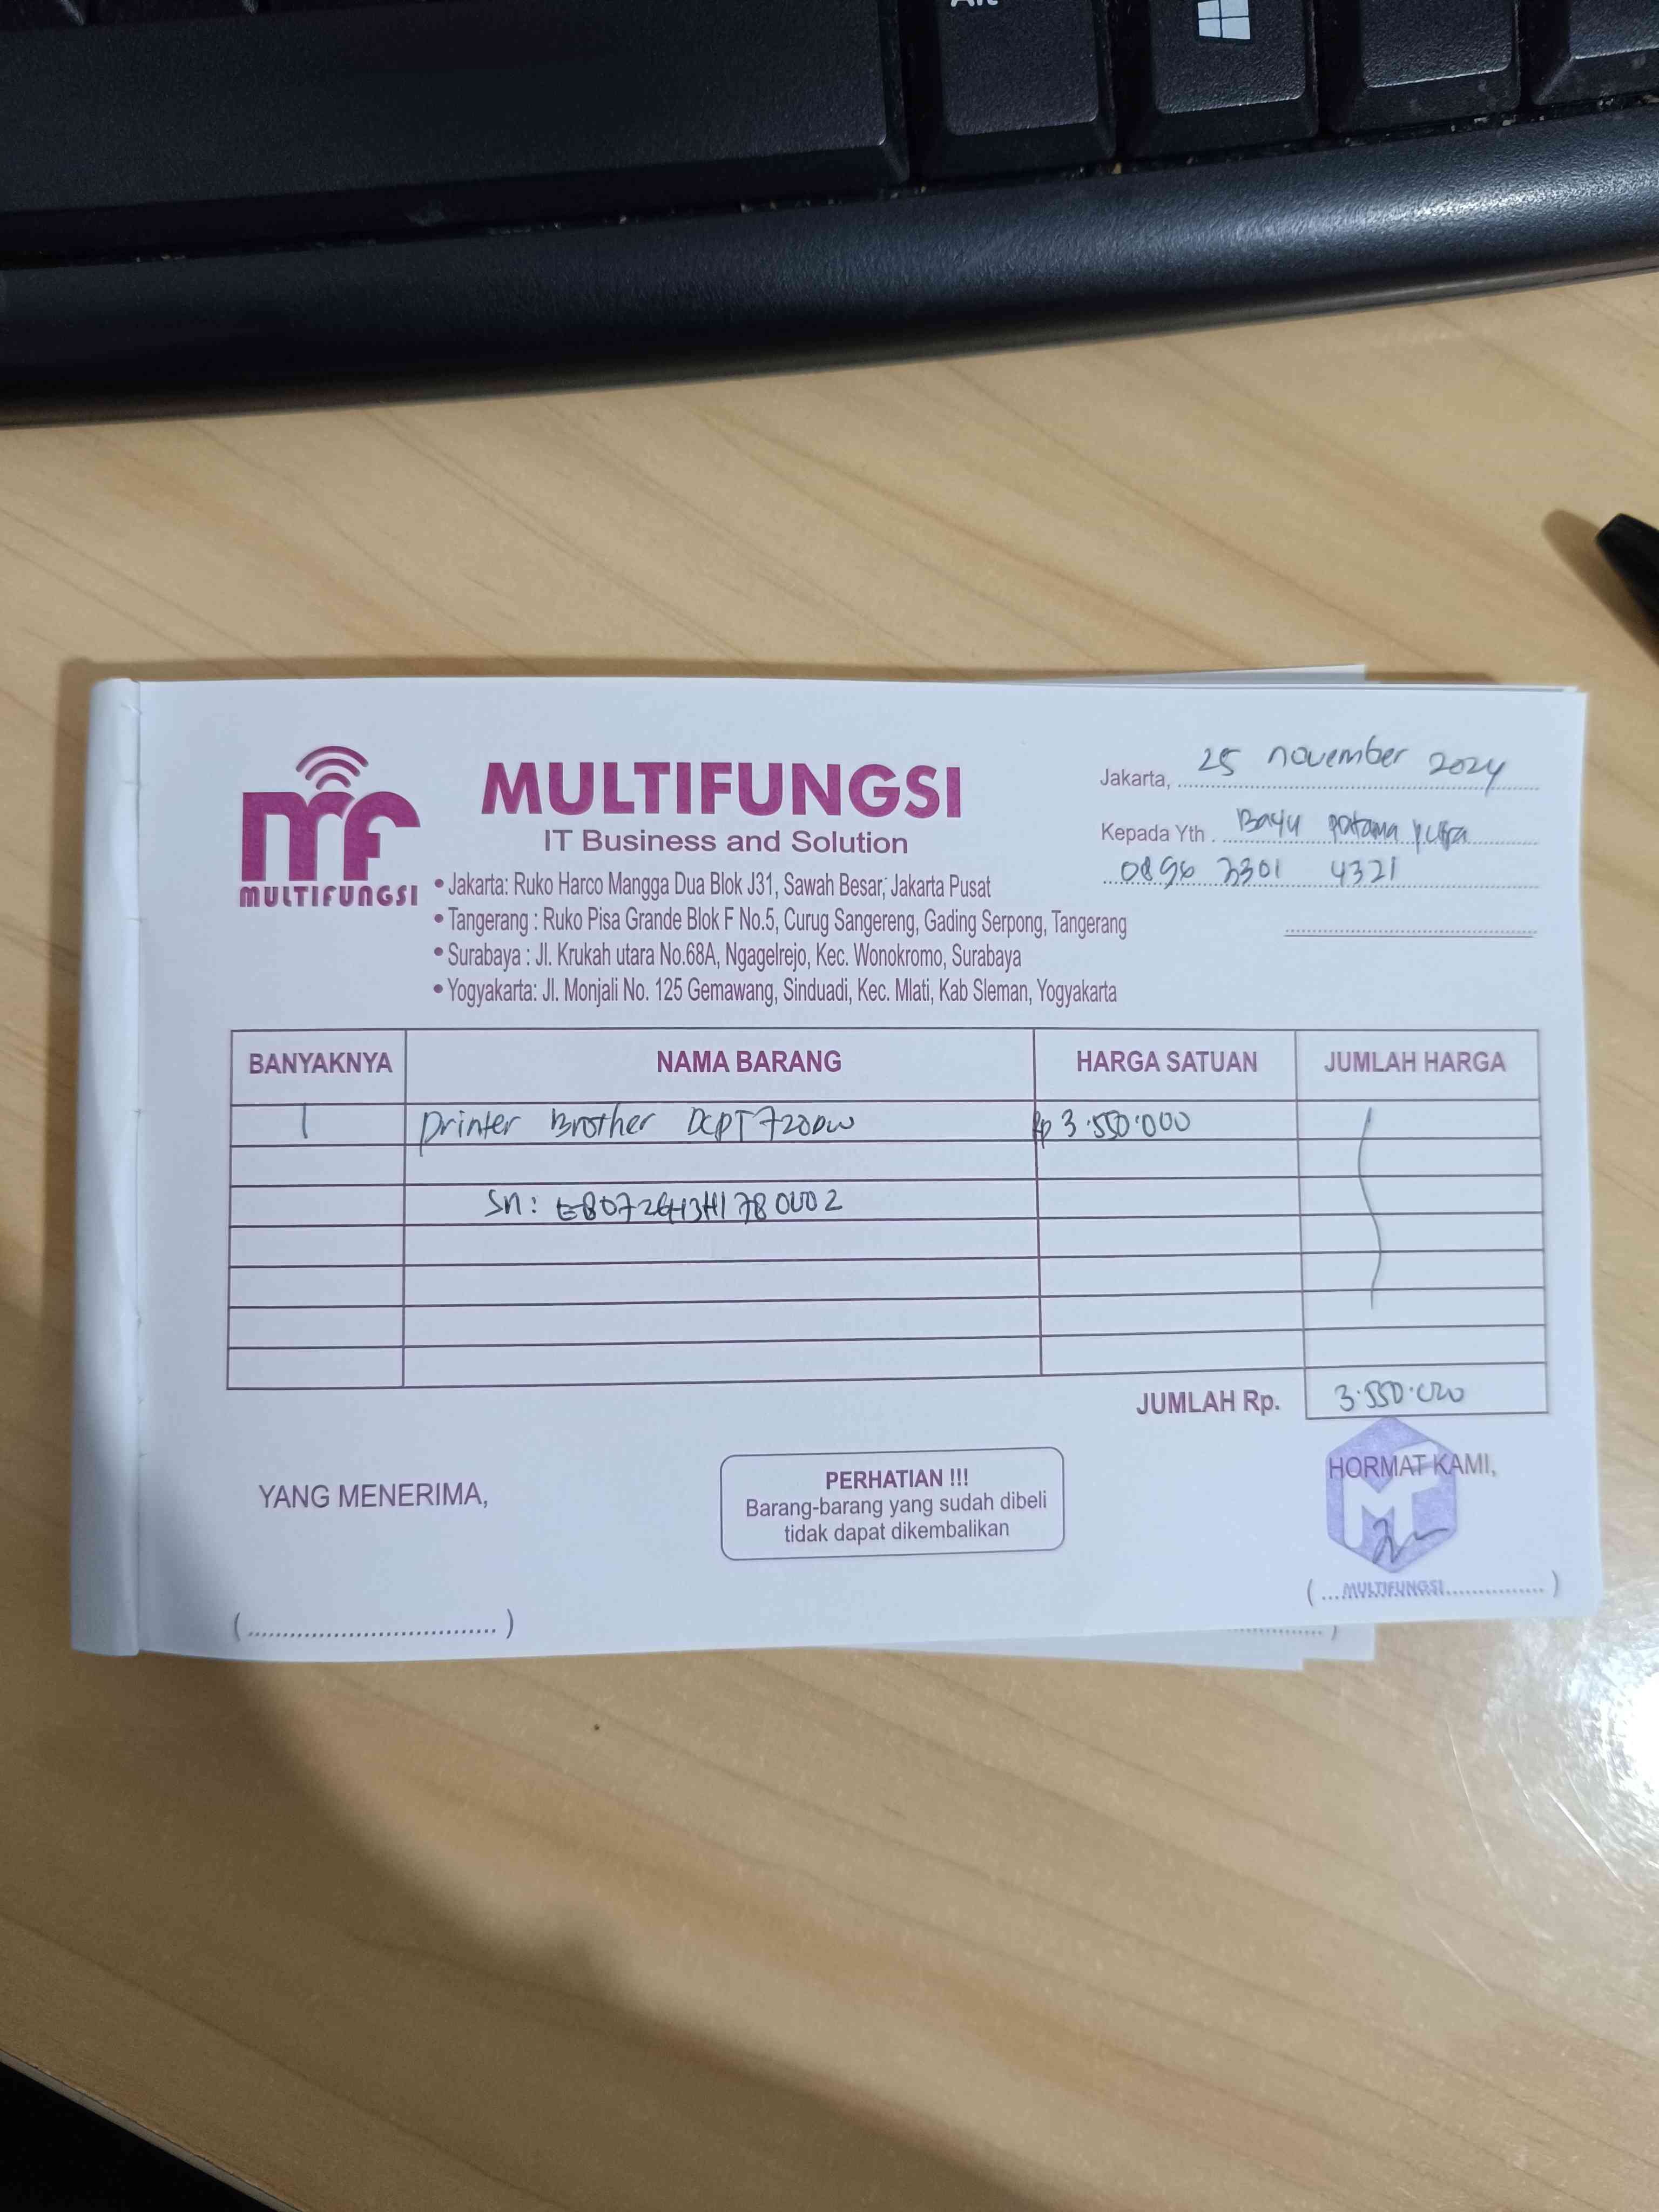 Alt
mf
MULTIFUNGSI
MULTIFUNGSI
IT Business and Solution
• Jakarta: Ruko Harco Mangga Dua Blok J31, Sawah Besar, Jakarta Pusat
• Tangerang : Ruko Pisa Grande Blok F No.5, Curug Sangereng, Gading Serpong, Tangerang
• Surabaya : Jl. Krukah utara No.68A, Ngagelrejo, Kec. Wonokromo, Surabaya
• Yogyakarta: Jl. Monjali No. 125 Gemawang, Sinduadi, Kec. Mlati, Kab Sleman, Yogyakarta
Jakarta, 25 november 2024
Kepada Yth . Bayu putra
0896 3301 4321
BANYAKNYA NAMA BARANG HARGA SATUAN JUMLAH HARGA
1 Printer Brother DCPT720DW Rp 3.550.000
SN:
JUMLAH Rp. 3.550.000
YANG MENERIMA,
PERHATIAN !!!
Barang-barang yang sudah dibeli
tidak dapat dikembalikan
HORMAT KAMI,
MF
MULTIFUNGSI